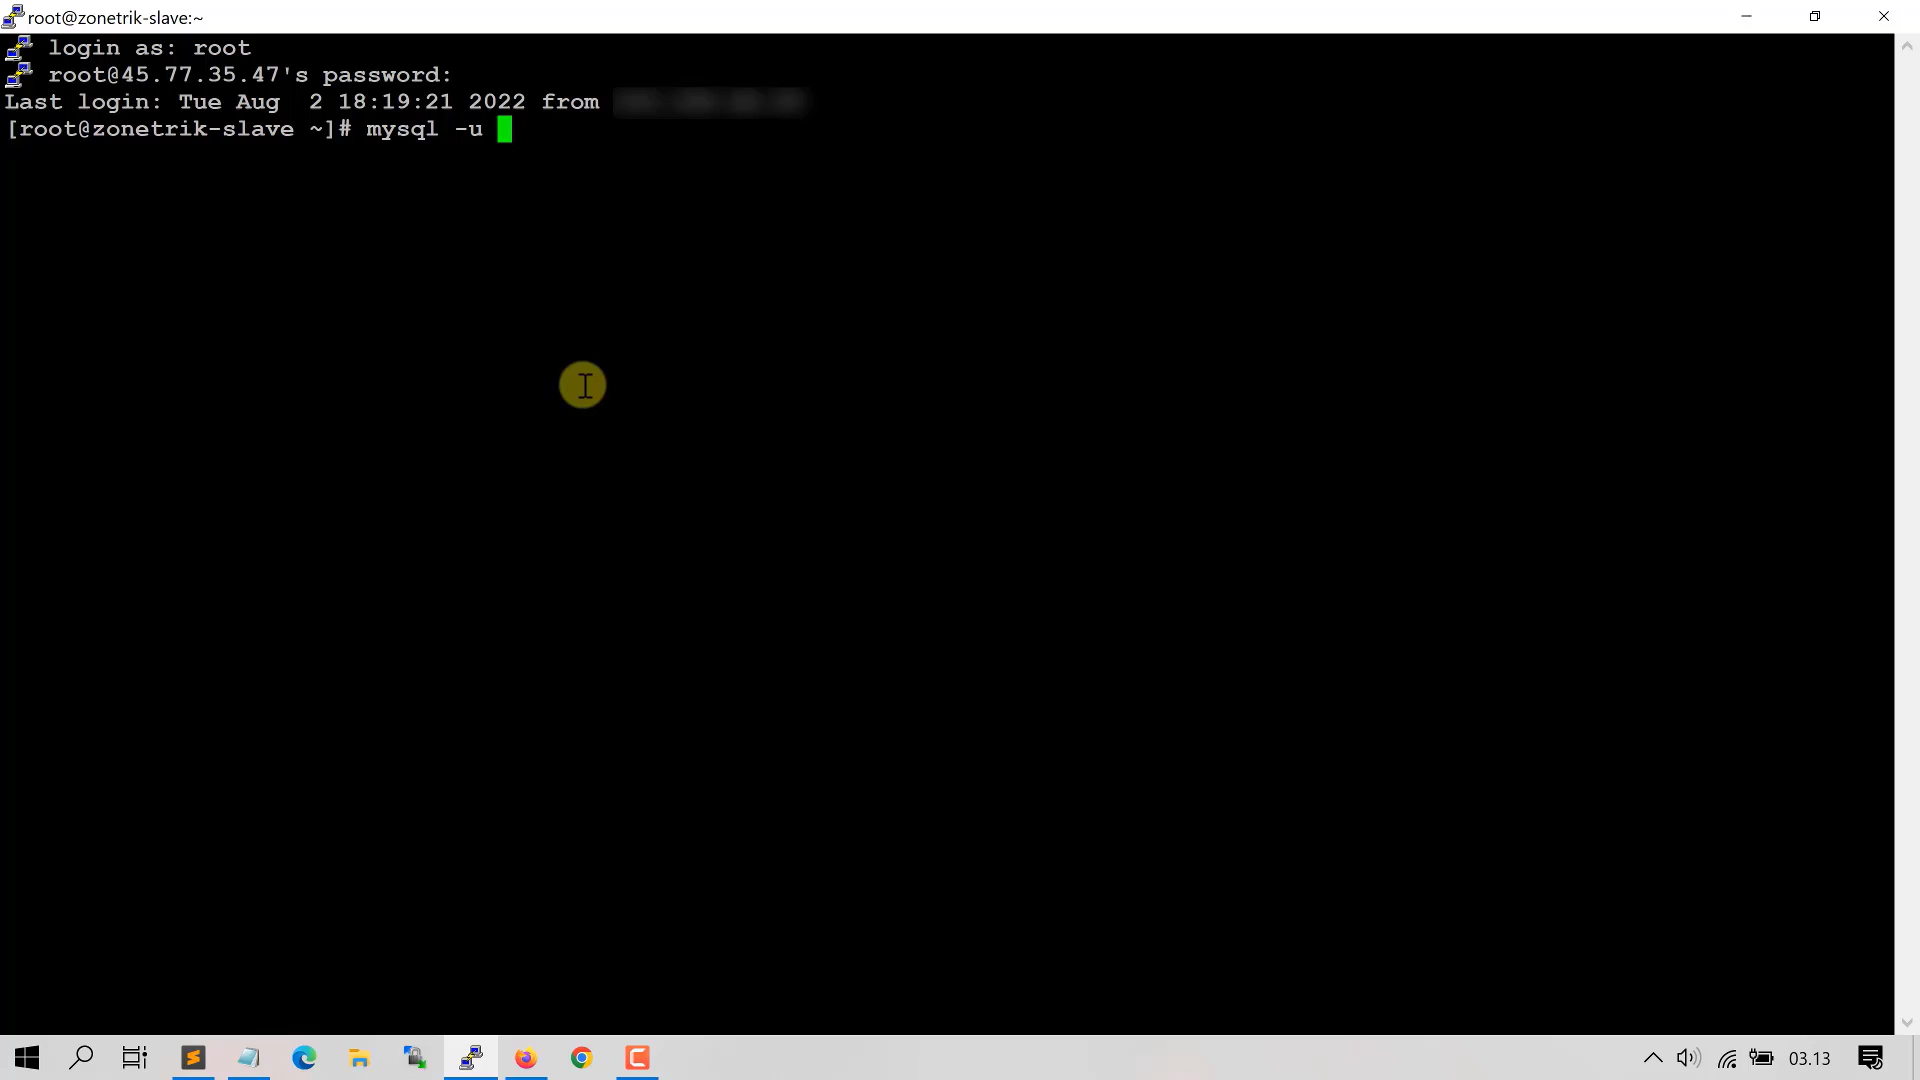 root@zonetrik-slave:~
login as: root
root@45.77.35.47's password:
Last login: Tue Aug  2 18:19:21 2022 from
[root@zonetrik-slave ~]# mysql -u
03.13